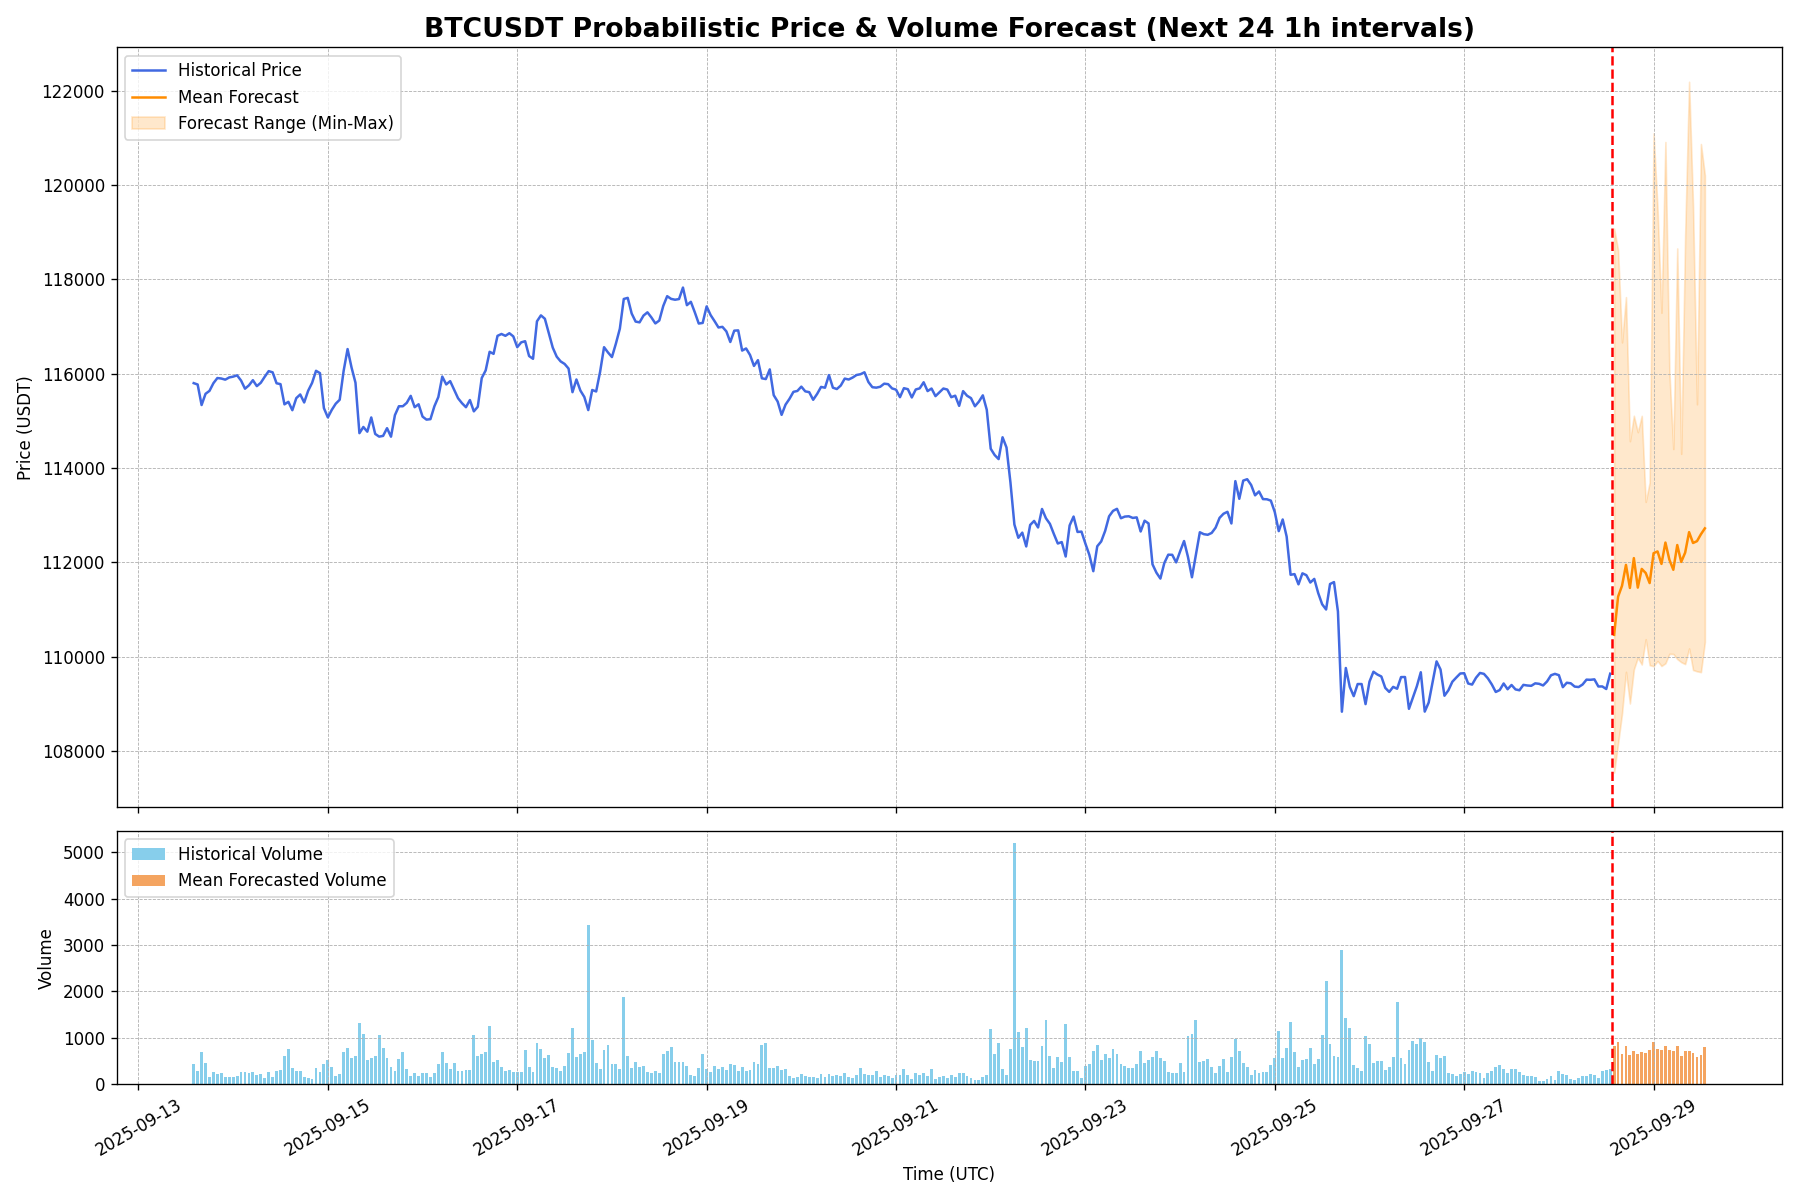 BTCUSDT Probabilistic Price & Volume Forecast (Next 24 1h intervals)
Historical Price
Mean Forecast
Forecast Range (Min-Max)
122000
120000
118000
116000
114000
112000
110000
108000
Price (USDT)
Historical Volume
Mean Forecasted Volume
5000
4000
3000
2000
1000
0
Volume
2025-09-13
2025-09-15
2025-09-17
2025-09-19
2025-09-21
2025-09-23
2025-09-25
2025-09-27
2025-09-29
Time (UTC)